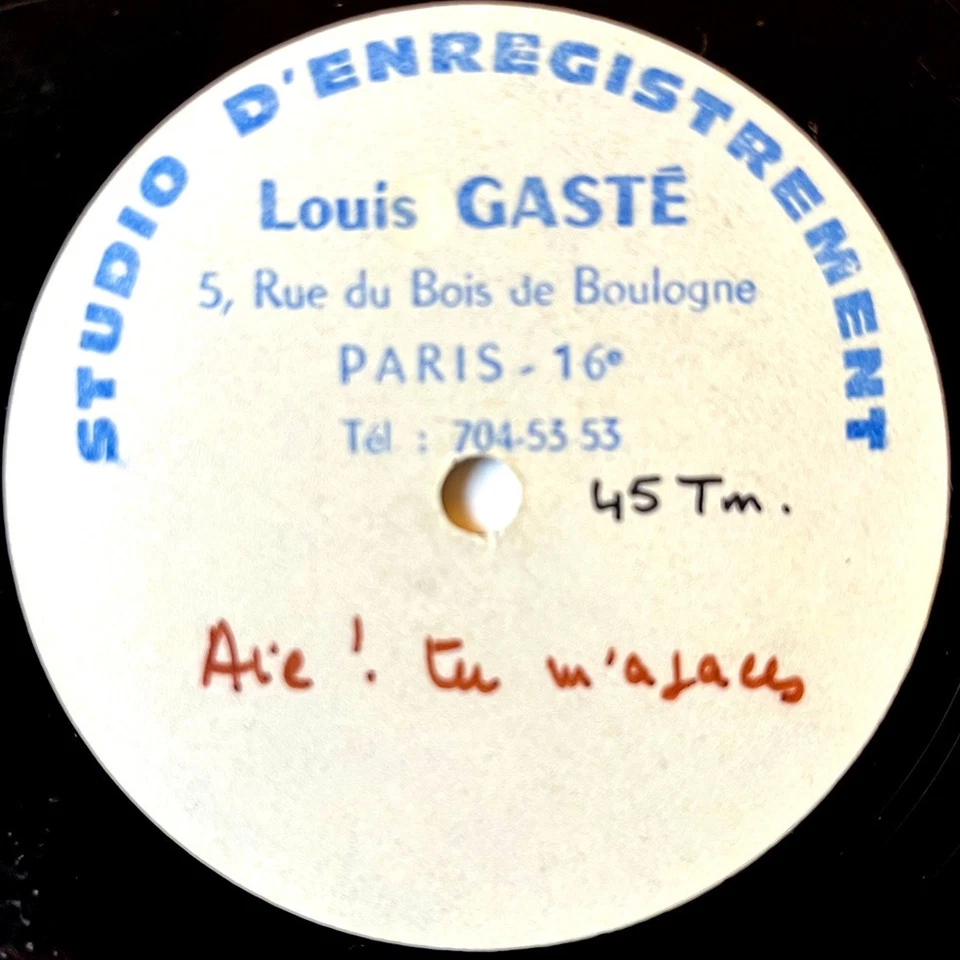 STUDIO D'ENREGISTREMENT
Louis GASTÉ
5, Rue du Bois de Boulogne
PARIS - 16e
Tél : 704-53 53
45 Tm.
Aïe ! tu m'agaces